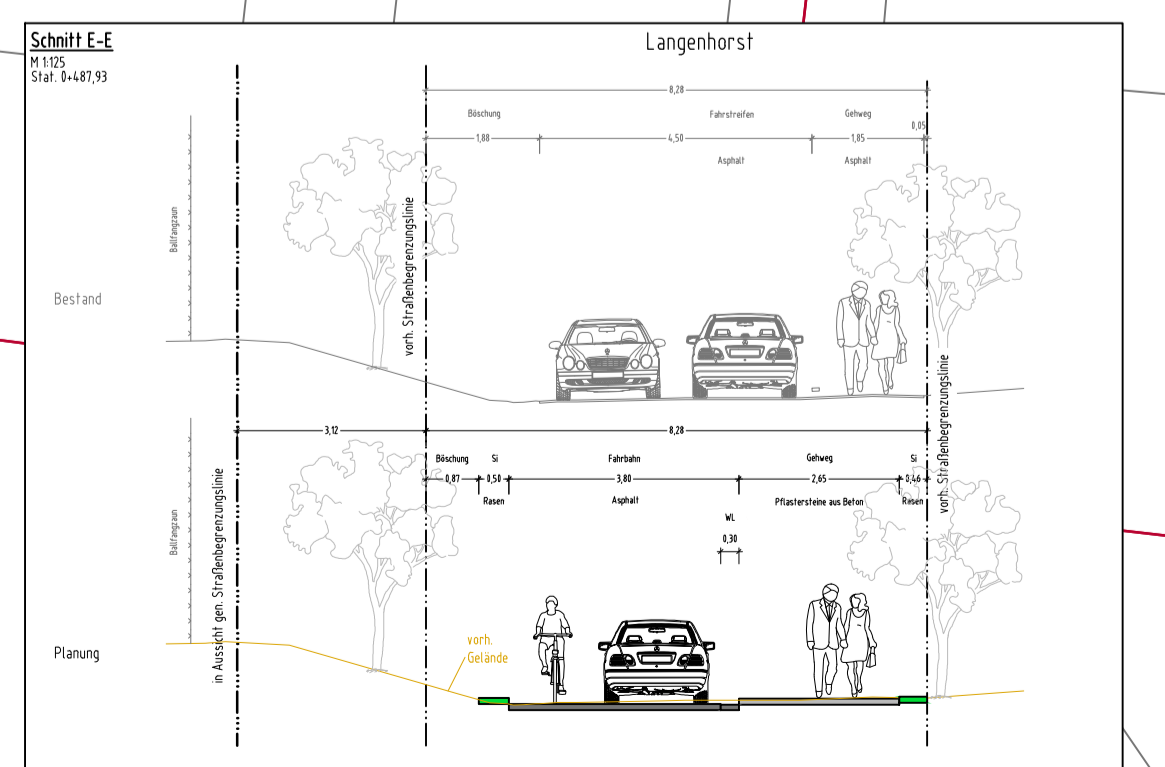 Schnitt E-E
Langenhorst
M 1:125
Stat. 0+487,93
8,28
Böschung
Fahrstreifen
Gehweg
0,05
1,88
4,50
1,85
Asphalt
Asphalt
Ballfangzaun
vorh. Straßenbegrenzungslinie
Bestand
vorh. Straßenbegrenzungslinie
3,12
8,28
Böschung
Si
Fahrbahn
Gehweg
Si
0,87
0,50
3,80
2,65
0,46
Rasen
Asphalt
Pflastersteine aus Beton
Rasen
WL
0,30
Ballfangzaun
in Aussicht gen. Straßenbegrenzungslinie
vorh.
Gelände
Planung